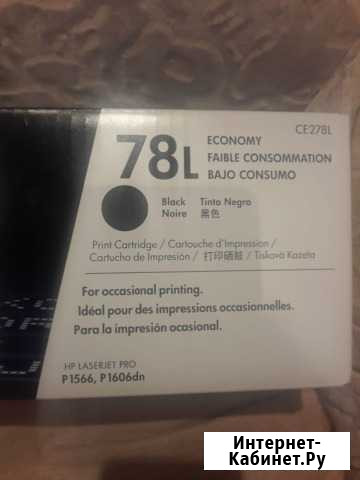 CE278L
78L
ECONOMY
FAIBLE CONSOMMATION
BAJO CONSUMO
Black Tinta Negro
Noire 黑色
Print Cartridge / Cartouche d'Impression /
Cartucho de Impresión / 打印硒鼓 / Tisková Kazeta
For occasional printing.
Idéal pour des impressions occasionnelles.
Para la impresión ocasional.
HP LASERJET PRO
P1566, P1606dn
Интернет-
Кабинет.Ру